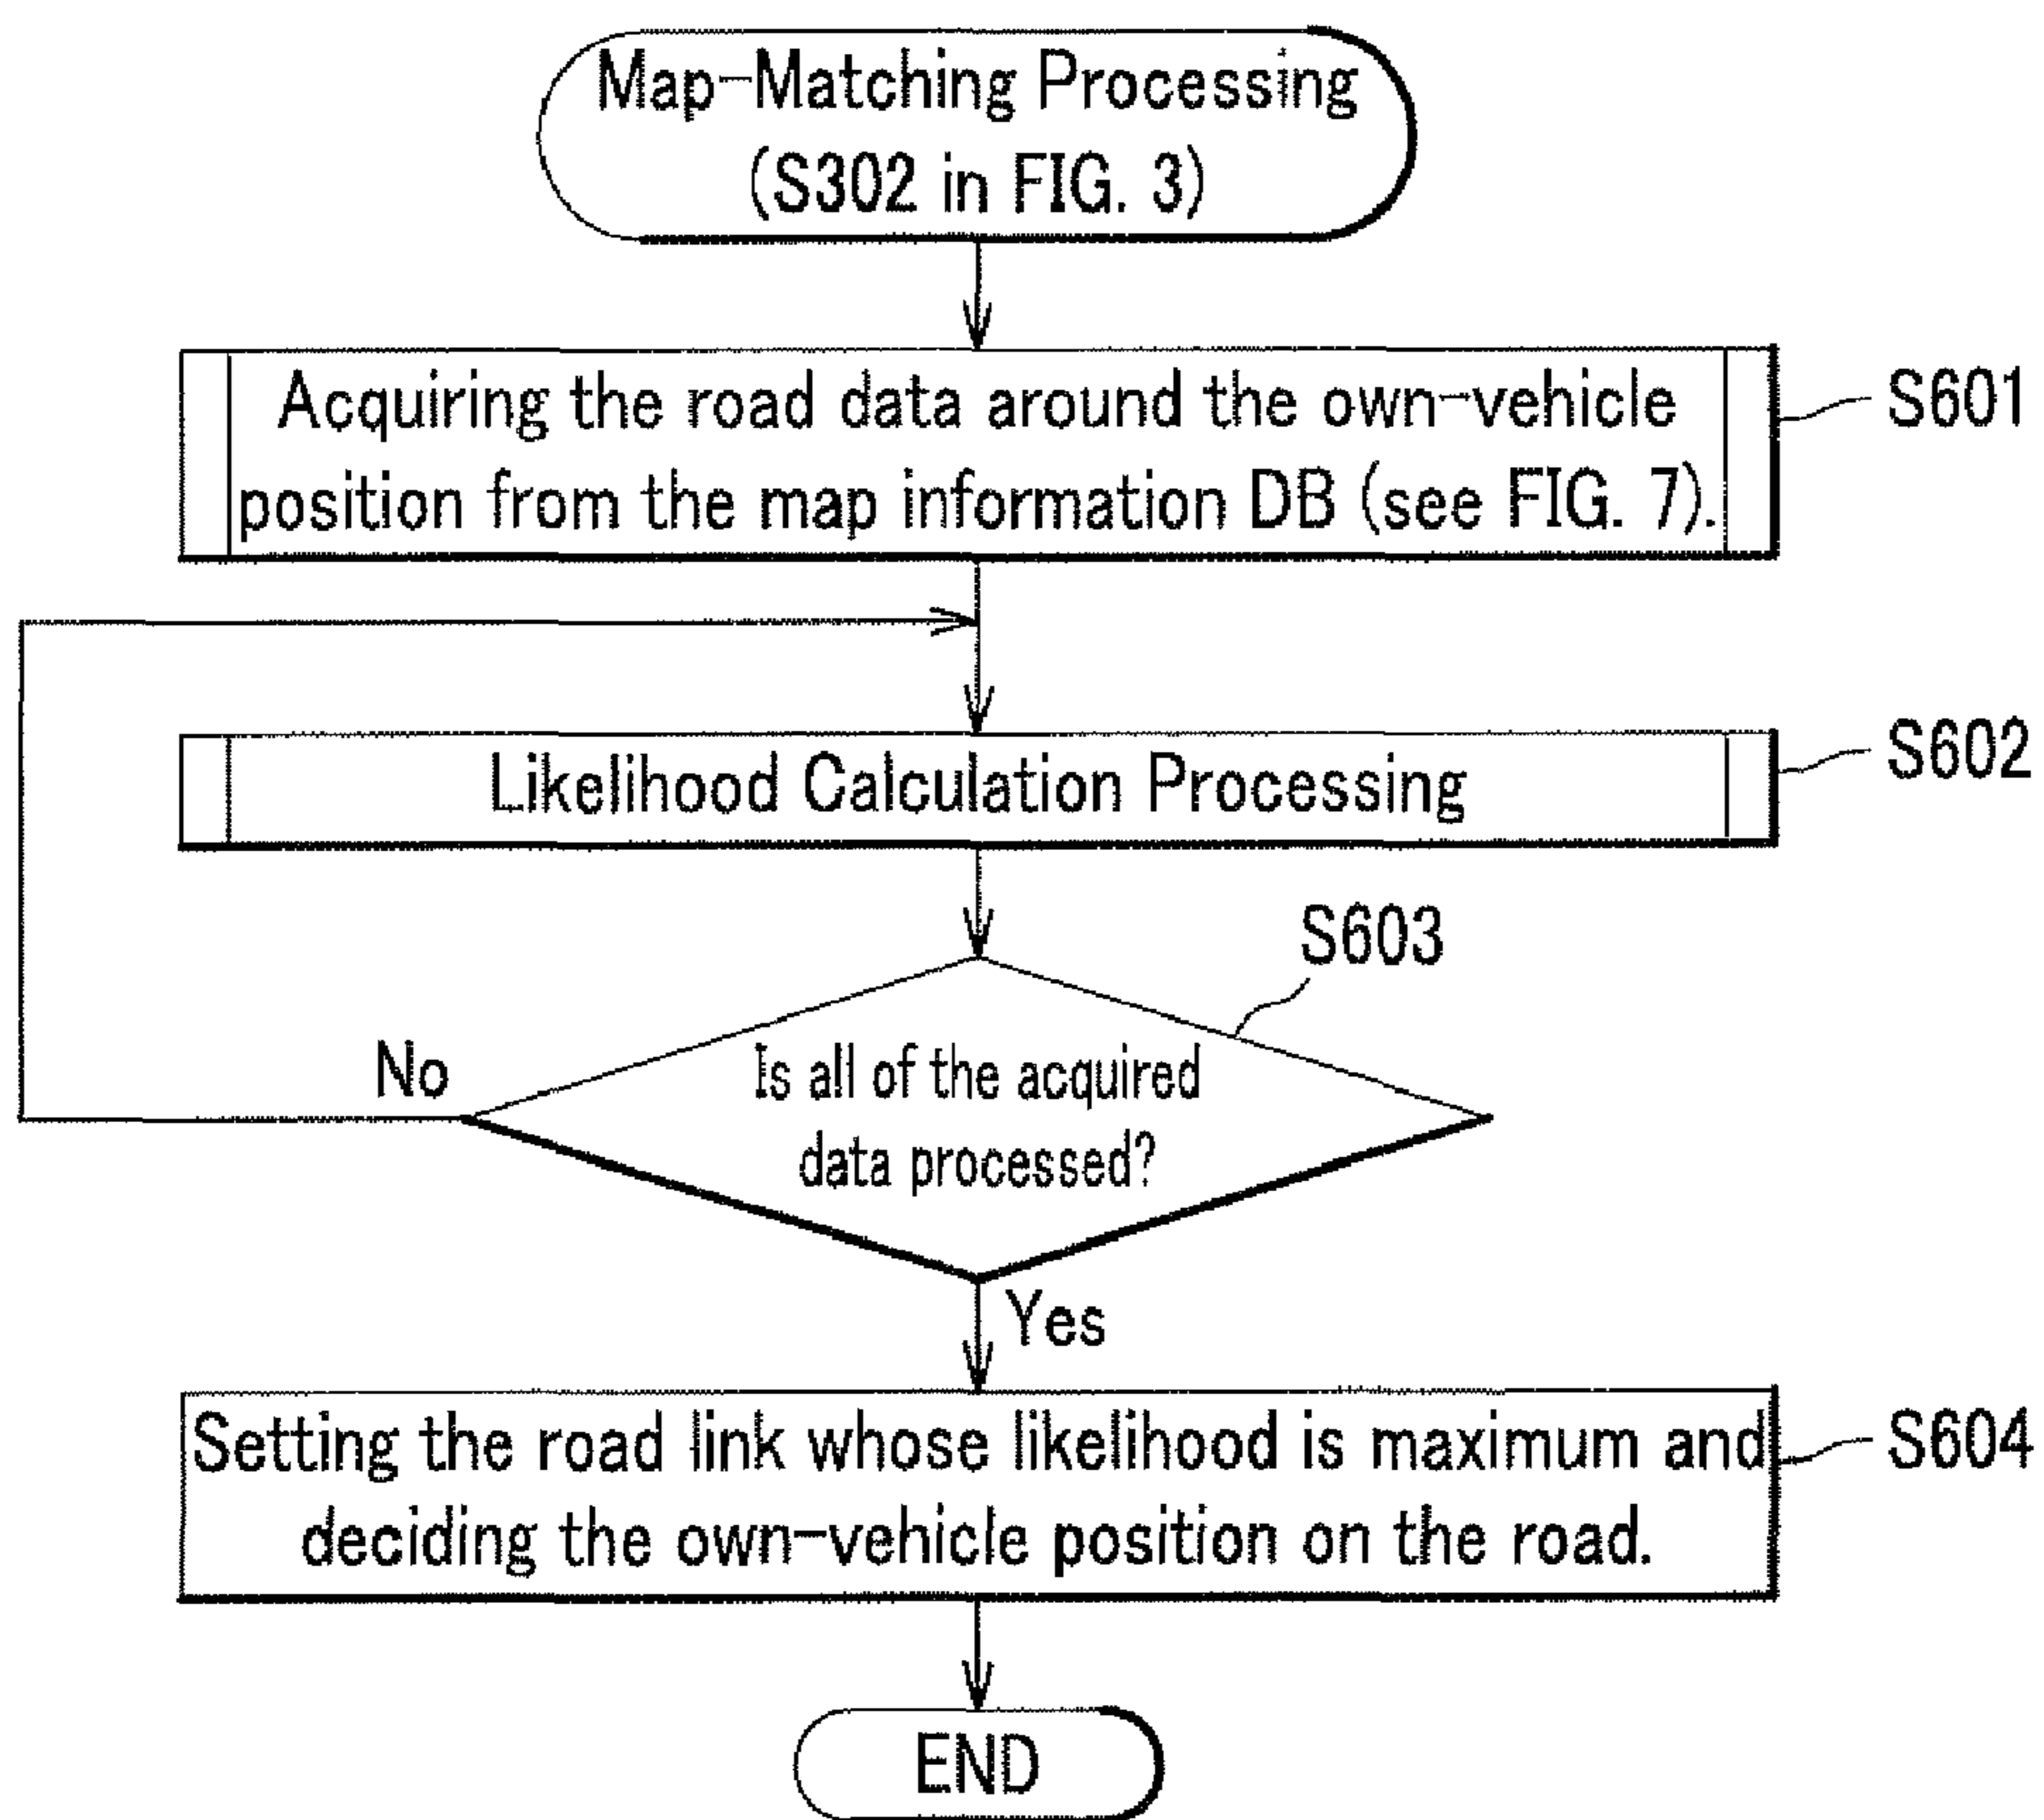 Map-Matching Processing
(S302 in FIG. 3)
Acquiring the road data around the own-vehicle
position from the map information DB (see FIG. 7).
S601
Likelihood Calculation Processing
S602
S603
Is all of the acquired
data processed?
No
Yes
Setting the road link whose likelihood is maximum and
deciding the own-vehicle position on the road.
S604
END